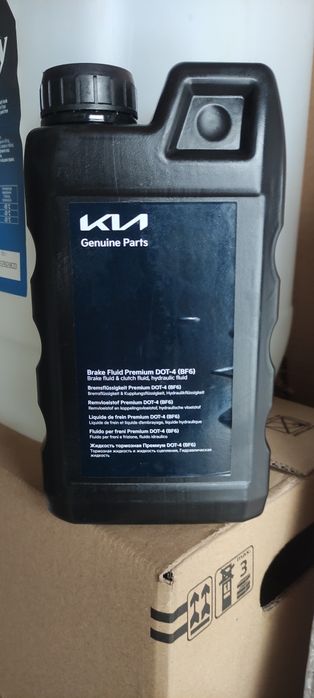 KIA
Genuine Parts
Brake Fluid Premium DOT-4 (BF6)
Brake fluid & clutch fluid, hydraulic fluid
Bremsflüssigkeit Premium DOT-4 (BF6)
Bremsflüssigkeit & Kupplungsflüssigkeit, Hydraulikflüssigkeit
Remvloeistof Premium DOT-4 (BF6)
Remvloeistof en koppelingsvloeistof, hydraulische vloeistof
Liquide de frein Premium DOT-4 (BF6)
Liquide de frein et liquide d'embrayage, liquide hydraulique
Fluido per freni Premium DOT-4 (BF6)
Fluido per freni e frizione, fluido idraulico
Жидкость тормозная Премиум DOT-4 (BF6)
Тормозная жидкость и жидкость сцепления, Гидравлическая
жидкость
max.
3